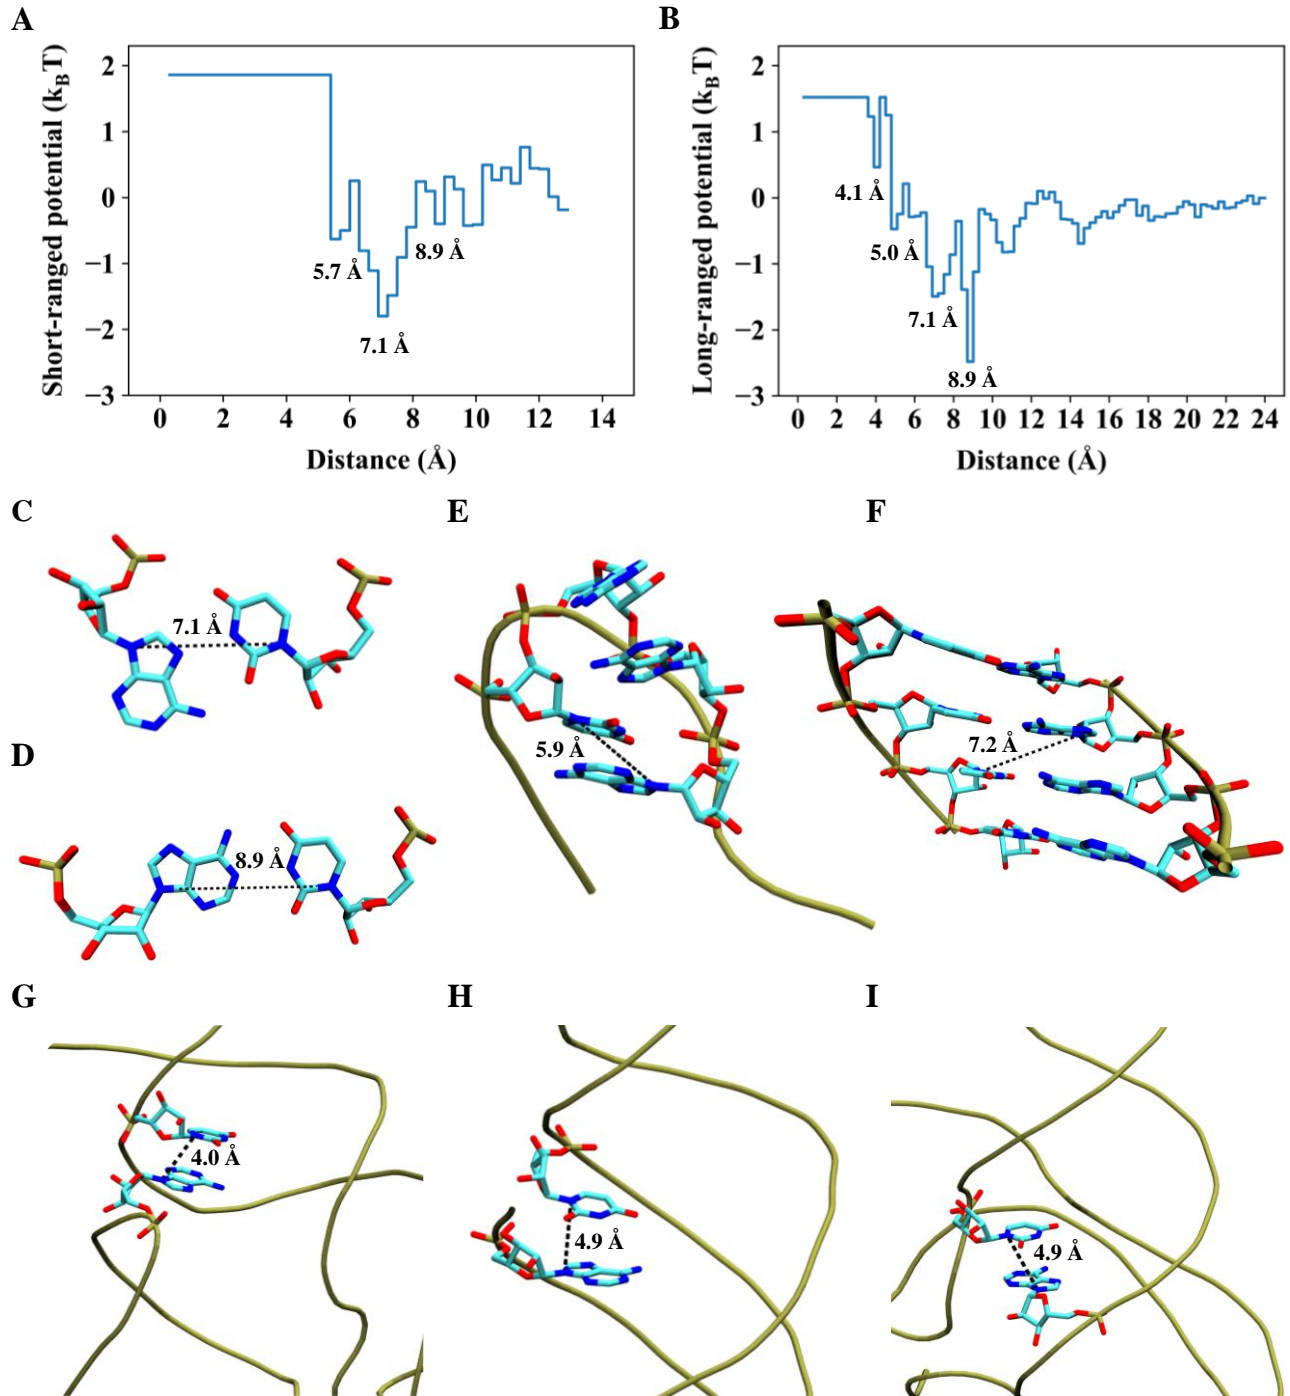 A
B
Short-ranged potential (kBT)
2
1
0
−1
−2
−3
5.7 Å
8.9 Å
7.1 Å
0 2 4 6 8 10 12 14
Distance (Å)
Long-ranged potential (kBT)
2
1
0
−1
−2
−3
4.1 Å
5.0 Å
7.1 Å
8.9 Å
0 2 4 6 8 10 12 14 16 18 20 22 24
Distance (Å)
C
E
F
7.1 Å
5.9 Å
7.2 Å
D
8.9 Å
G
H
I
4.0 Å
4.9 Å
4.9 Å